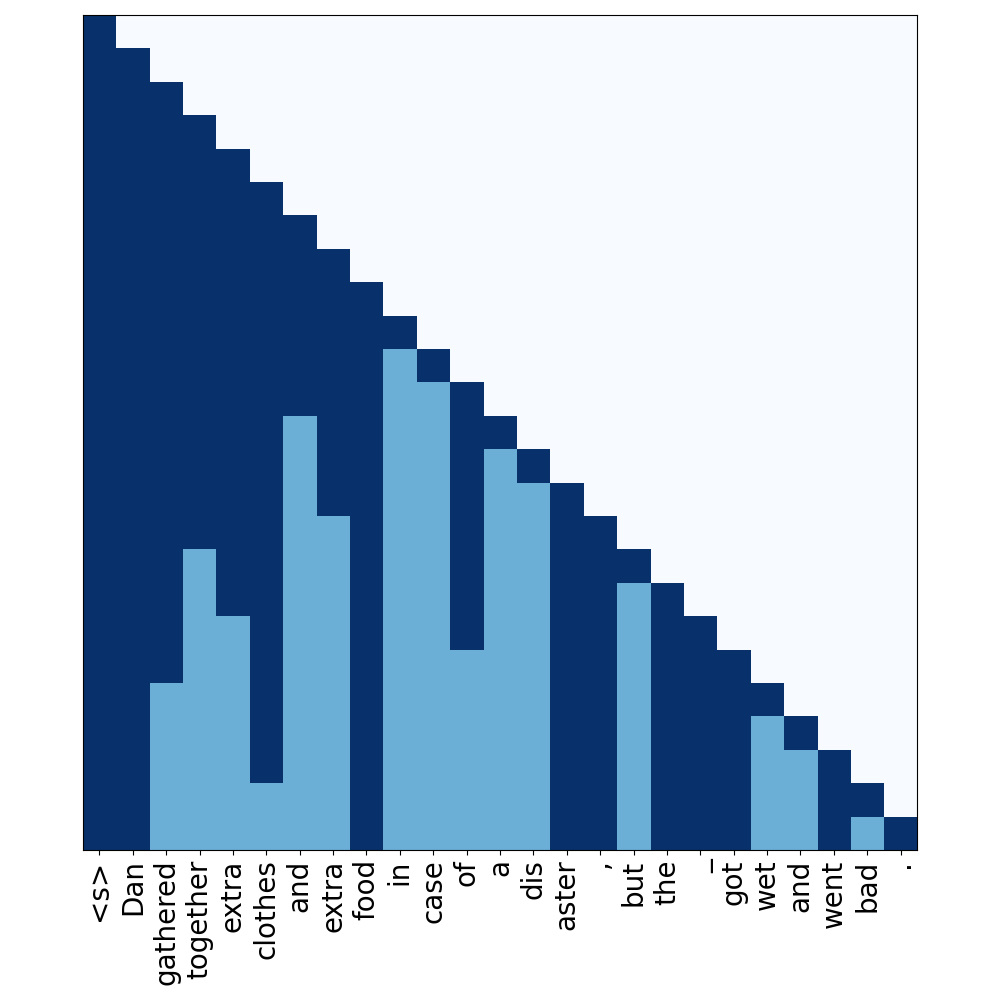 <s> Dan gathered together extra clothes and extra food in case of a dis aster , but the _ got wet and went bad .